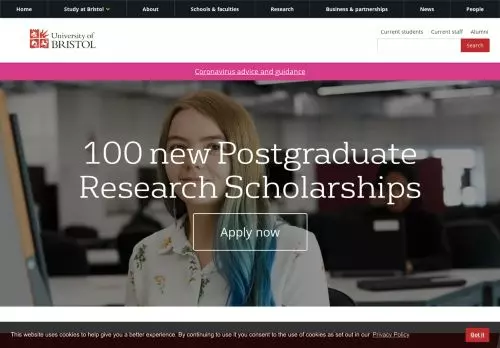 Home Study at Bristol About Schools & faculties Research Business & partnerships News People
University of
BRISTOL
Current students Current staff Alumni
Search
Coronavirus advice and guidance
100 new Postgraduate
Research Scholarships
Apply now
This website uses cookies to help give you a better experience. By continuing to use it you consent to the use of cookies as set out in our Privacy Policy
Got it